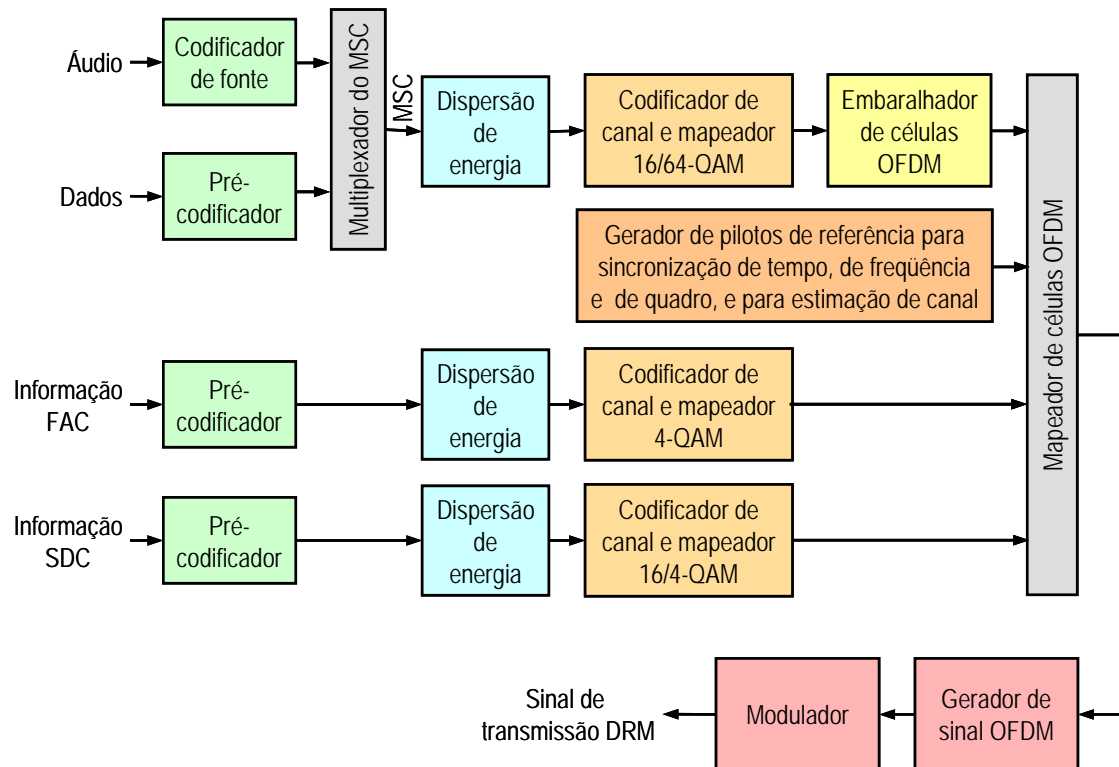 Áudio
Codificador
de fonte
Dados
Pré-
codificador
Multiplexador do MSC
MSC
Dispersão
de
energia
Codificador de
canal e mapeador
16/64-QAM
Embaralhador
de células
OFDM
Gerador de pilotos de referência para
sincronização de tempo, de freqüência
e de quadro, e para estimação de canal
Mapeador de células OFDM
Informação
FAC
Pré-
codificador
Dispersão
de
energia
Codificador de
canal e mapeador
4-QAM
Informação
SDC
Pré-
codificador
Dispersão
de
energia
Codificador de
canal e mapeador
16/4-QAM
Sinal de
transmissão DRM
Modulador
Gerador de
sinal OFDM